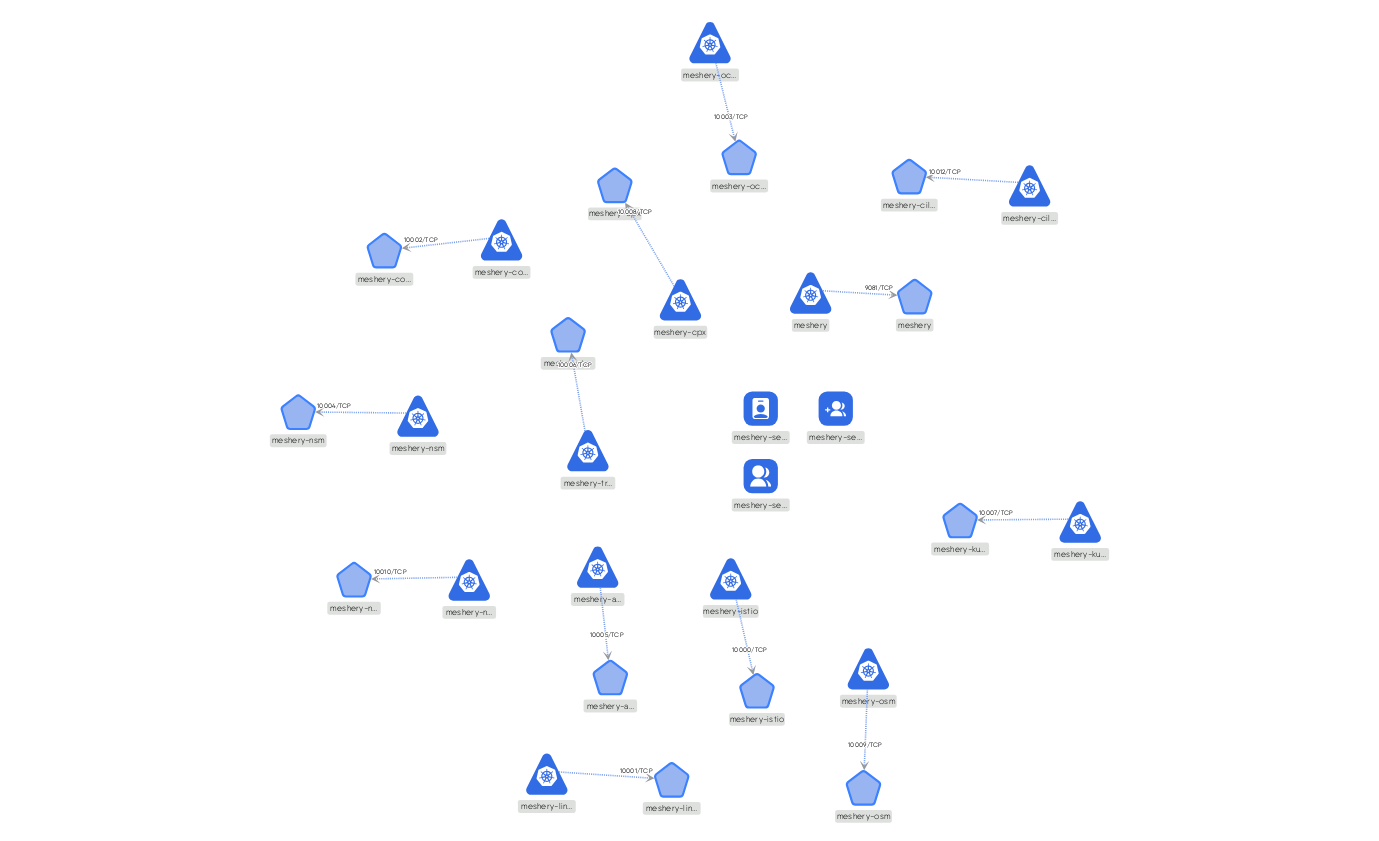 meshery-oc...
10003/TCP
meshery-oc...
10012/TCP
meshery-cil...
meshery-cil...
10008/TCP
10002/TCP
meshery-co...
meshery-co...
9081/TCP
meshery
meshery
meshery-cpx
10006/TCP
10004/TCP
meshery-nsm
meshery-nsm
meshery-se...
meshery-se...
meshery-tr...
meshery-se...
10007/TCP
meshery-ku...
meshery-ku...
10010/TCP
meshery-n...
meshery-n...
meshery-a...
meshery-istio
10005/TCP
10000/TCP
meshery-a...
meshery-istio
meshery-osm
10009/TCP
10001/TCP
meshery-lin...
meshery-lin...
meshery-osm